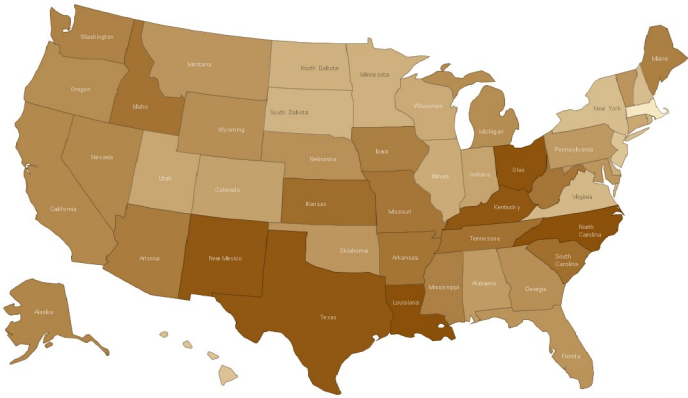 Washington
Maine
Montana
North Dakota
Minnesota
Oregon
Idaho
South Dakota
Wisconsin
New York
Michigan
Wyoming
Nevada
Iowa
Pennsylvania
Nebraska
Utah
Colorado
Illinois
Indiana
Ohio
Virginia
California
Kansas
Missouri
Kentucky
North
Carolina
Arizona
New Mexico
Oklahoma
Arkansas
Tennessee
South
Carolina
Mississippi
Alabama
Georgia
Louisiana
Texas
Alaska
Florida